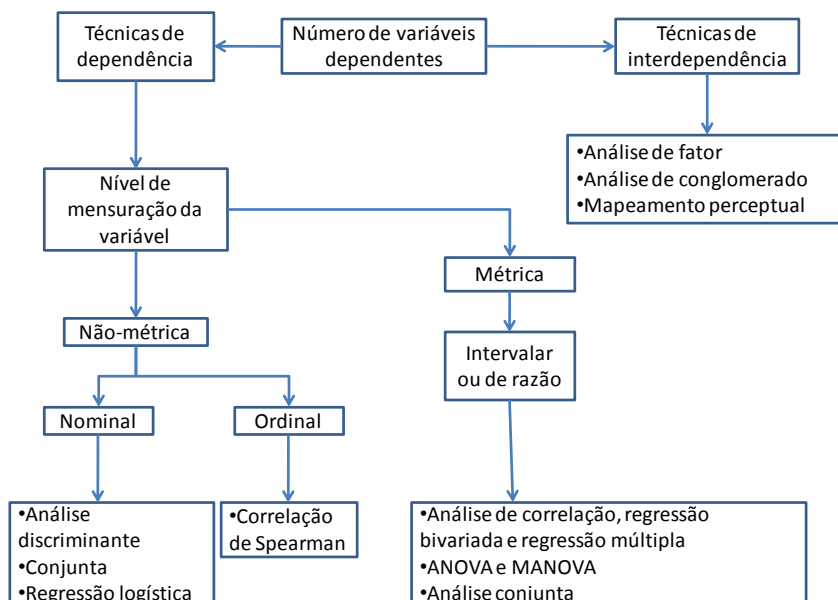 Técnicas de
dependência
Número de variáveis
dependentes
Técnicas de
interdependência
•Análise de fator
•Análise de conglomerado
•Mapeamento perceptual
Nível de
mensuração da
variável
Métrica
Não-métrica
Intervalar
ou de razão
Nominal
Ordinal
•Análise
discriminante
•Conjunta
•Regressão logística
•Correlação
de Spearman
•Análise de correlação, regressão
bivariada e regressão múltipla
•ANOVA e MANOVA
•Análise conjunta